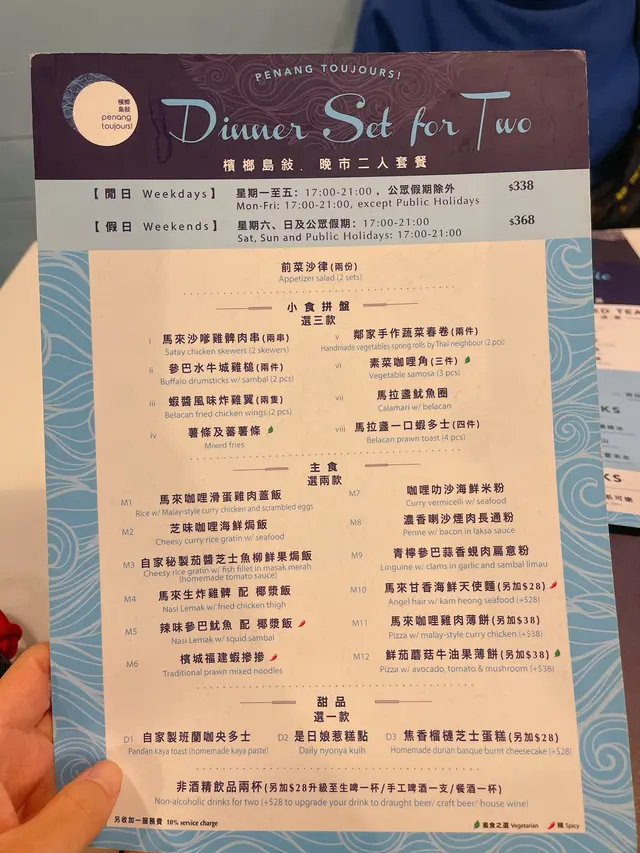 PENANG TOUJOURS!
檳榔
島敍
penang
toujours!
Dinner Set for Two
檳榔島敍．晚市二人套餐
【閒日 Weekdays】 星期一至五：17:00-21:00，公眾假期除外 $338
Mon-Fri: 17:00-21:00, except Public Holidays
【假日 Weekends】 星期六、日及公眾假期：17:00-21:00 $368
Sat, Sun and Public Holidays: 17:00-21:00
前菜沙律(兩份)
Appetizer salad (2 sets)
小食拼盤
選三款
i 馬來沙嗲雞髀肉串(兩串)
Satay chicken skewers (2 skewers)
ii 參巴水牛城雞槌(兩件)
Buffalo drumsticks w/ sambal (2 pcs)
iii 蝦醬風味炸雞翼(兩隻)
Belacan fried chicken wings (2 pcs)
iv 薯條及蕃薯條
Mixed fries
v 鄰家手作蔬菜春卷(兩件)
Handmade vegetables spring rolls by Thai neighbour (2 pcs)
vi 素菜咖哩角(三件)
Vegetable samosa (3 pcs)
vii 馬拉盞魷魚圈
Calamari w/ belacan
viii 馬拉盞一口蝦多士(四件)
Belacan prawn toast (4 pcs)
主食
選兩款
M1 馬來咖哩滑蛋雞肉蓋飯
Rice w/ Malay-style curry chicken and scrambled eggs
M2 芝味咖哩海鮮焗飯
Cheesy curry rice gratin w/ seafood
M3 自家秘製茄醬芝士魚柳鮮果焗飯
Cheesy rice gratin w/ fish fillet in masak merah
(homemade tomato sauce)
M4 馬來生炸雞髀 配 椰漿飯
Nasi Lemak w/ fried chicken thigh
M5 辣味參巴魷魚 配 椰漿飯
Nasi Lemak w/ squid sambal
M6 檳城福建蝦摻摻
Traditional prawn mixed noodles
M7 咖哩叻沙海鮮米粉
Curry vermicelli w/ seafood
M8 濃香喇沙煙肉長通粉
Penne w/ bacon in laksa sauce
M9 青檸參巴蒜香蜆肉扁意粉
Linguine w/ clams in garlic and sambal limau
M10 馬來甘香海鮮天使麵(另加$28)
Angel hair w/ kam heong seafood (+$28)
M11 馬來咖哩雞肉薄餅(另加$38)
Pizza w/ malay-style curry chicken (+$38)
M12 鮮茄蘑菇牛油果薄餅(另加$38)
Pizza w/ avocado, tomato & mushroom (+$38)
甜品
選一款
D1 自家製班蘭咖央多士
Pandan kaya toast (homemade kaya paste)
D2 是日娘惹糕點
Daily nyonya kuih
D3 焦香榴槤芝士蛋糕(另加$28)
Homemade durian basque burnt cheesecake (+$28)
非酒精飲品兩杯(另加$28升級至生啤一杯/手工啤酒一支/餐酒一杯)
Non-alcoholic drinks for two (+$28 to upgrade your drink to draught beer/ craft beer/ house wine)
另收加一服務費 10% service charge
素食之選 Vegetarian 辣 Spicy